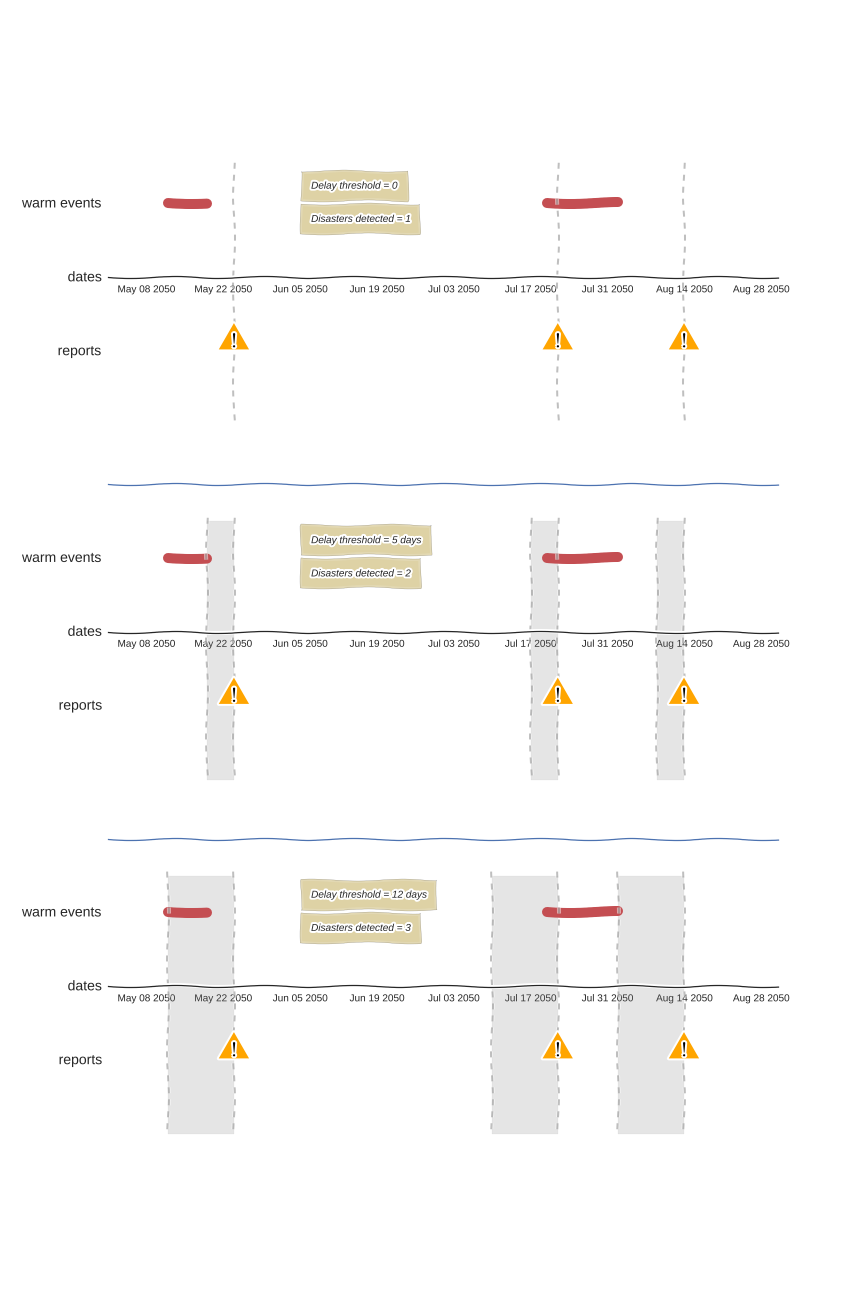 Delay threshold = 0
warm events
Disasters detected = 1
dates
May 08 2050 May 22 2050 Jun 05 2050 Jun 19 2050 Jul 03 2050 Jul 17 2050 Jul 31 2050 Aug 14 2050 Aug 28 2050
!
!
!
reports
Delay threshold = 5 days
warm events
Disasters detected = 2
dates
May 08 2050 May 22 2050 Jun 05 2050 Jun 19 2050 Jul 03 2050 Jul 17 2050 Jul 31 2050 Aug 14 2050 Aug 28 2050
!
!
!
reports
Delay threshold = 12 days
warm events
Disasters detected = 3
dates
May 08 2050 May 22 2050 Jun 05 2050 Jun 19 2050 Jul 03 2050 Jul 17 2050 Jul 31 2050 Aug 14 2050 Aug 28 2050
!
!
!
reports